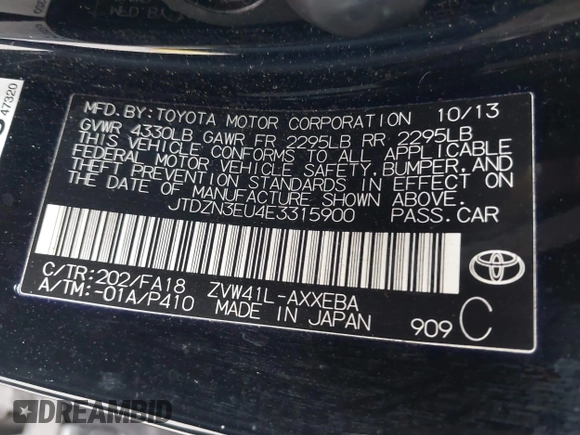 47320
MFD.BY:TOYOTA MOTOR CORPORATION 10/13
GVWR 4330LB GAWR FR 2295LB RR 2295LB
THIS VEHICLE CONFORMS TO ALL APPLICABLE
FEDERAL MOTOR VEHICLE SAFETY,BUMPER,AND
THEFT PREVENTION STANDARDS IN EFFECT ON
THE DATE OF MANUFACTURE SHOWN ABOVE.
JTDZN3EU4E3315900 PASS.CAR
C/TR:202/FA18 ZVW41L-AXXEBA
A/TM:-01A/P410 MADE IN JAPAN
909 C
DREAMBID